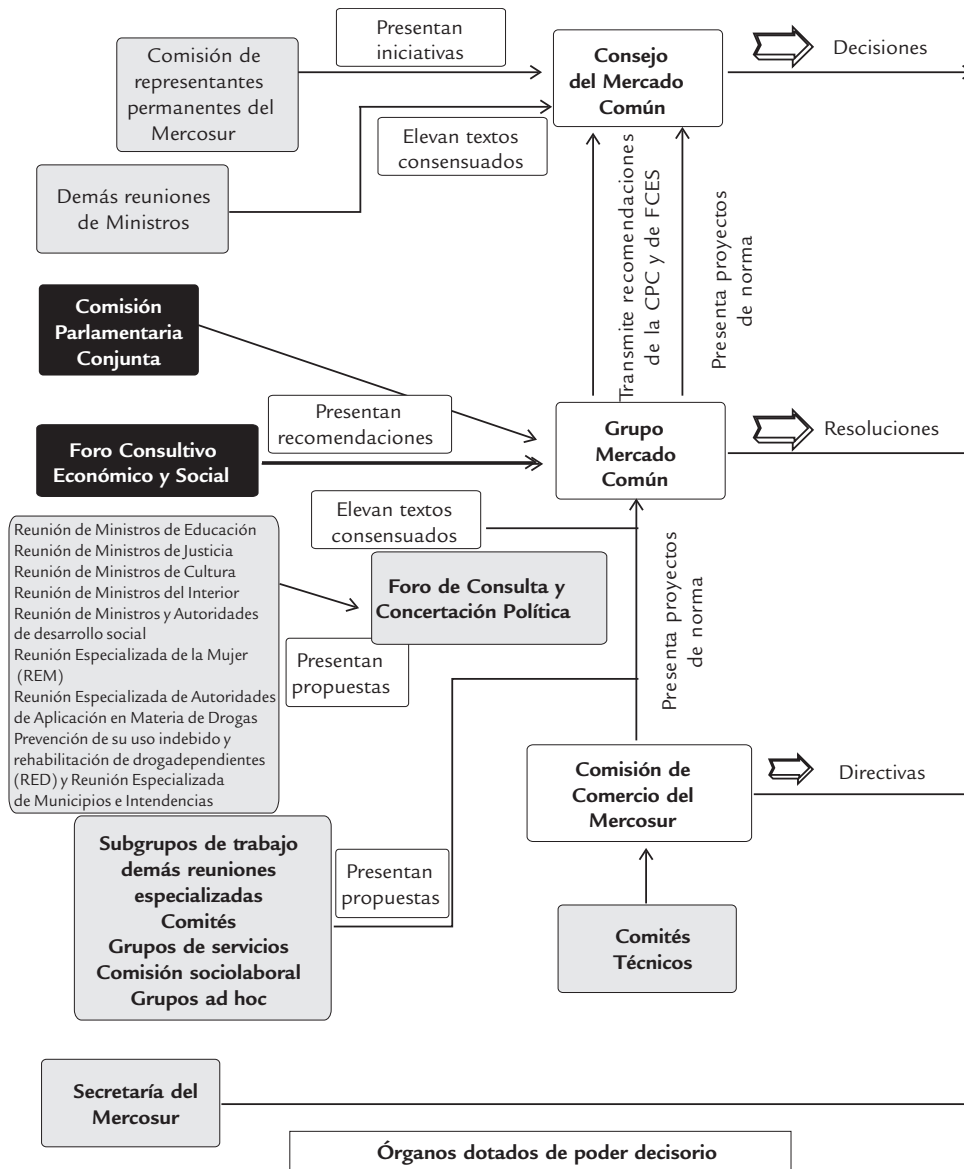 Presentan
iniciativas
Comisión de
representantes
permanentes del
Mercosur
Consejo
del Mercado
Común
Decisiones
Elevan textos
consensuados
Demás reuniones
de Ministros
Transmite recomendaciones
de la CPC y de FCES
Presenta proyectos
de norma
Comisión
Parlamentaria
Conjunta
Presentan
recomendaciones
Foro Consultivo
Económico y Social
Grupo
Mercado
Común
Resoluciones
Elevan textos
consensuados
Reunión de Ministros de Educación
Reunión de Ministros de Justicia
Reunión de Ministros de Cultura
Reunión de Ministros del Interior
Reunión de Ministros y Autoridades
de desarrollo social
Reunión Especializada de la Mujer
(REM)
Reunión Especializada de Autoridades
de Aplicación en Materia de Drogas
Prevención de su uso indebido y
rehabilitación de drogadependientes
(RED) y Reunión Especializada
de Municipios e Intendencias
Foro de Consulta y
Concertación Política
Presentan
propuestas
Presenta proyectos
de norma
Comisión de
Comercio del
Mercosur
Directivas
Subgrupos de trabajo
demás reuniones
especializadas
Comités
Grupos de servicios
Comisión sociolaboral
Grupos ad hoc
Presentan
propuestas
Comités
Técnicos
Secretaría del
Mercosur
Órganos dotados de poder decisorio